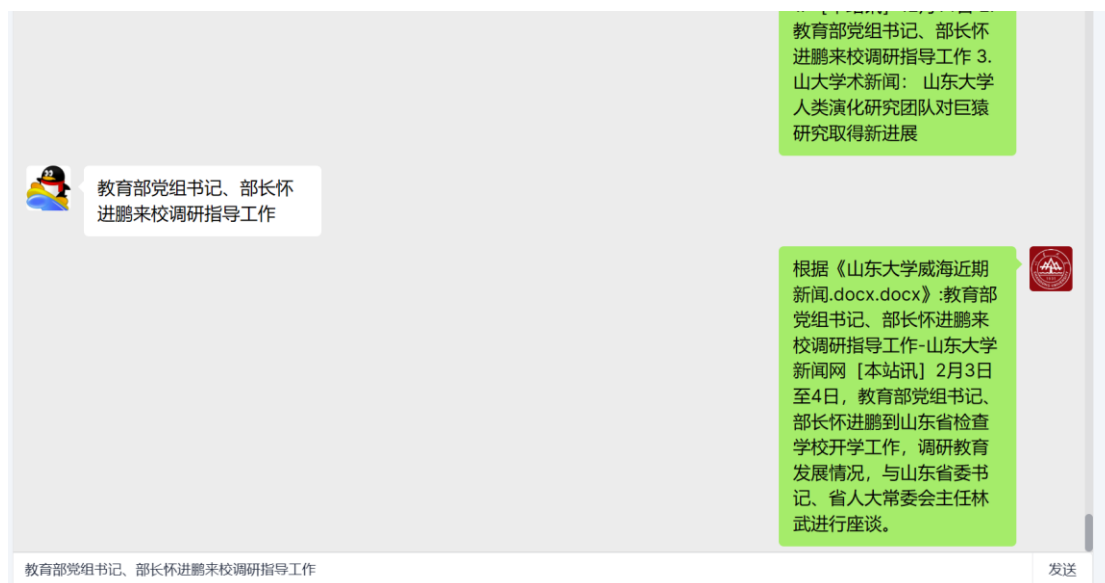 教育部党组书记、部长怀
进鹏来校调研指导工作 3.
山大学术新闻： 山东大学
人类演化研究团队对巨猿
研究取得新进展
教育部党组书记、部长怀
进鹏来校调研指导工作
根据《山东大学威海近期
新闻.docx.docx》:教育部
党组书记、部长怀进鹏来
校调研指导工作-山东大学
新闻网［本站讯］2月3日
至4日，教育部党组书记、
部长怀进鹏到山东省检查
学校开学工作，调研教育
发展情况，与山东省委书
记、省人大常委会主任林
武进行座谈。
教育部党组书记、部长怀进鹏来校调研指导工作
发送